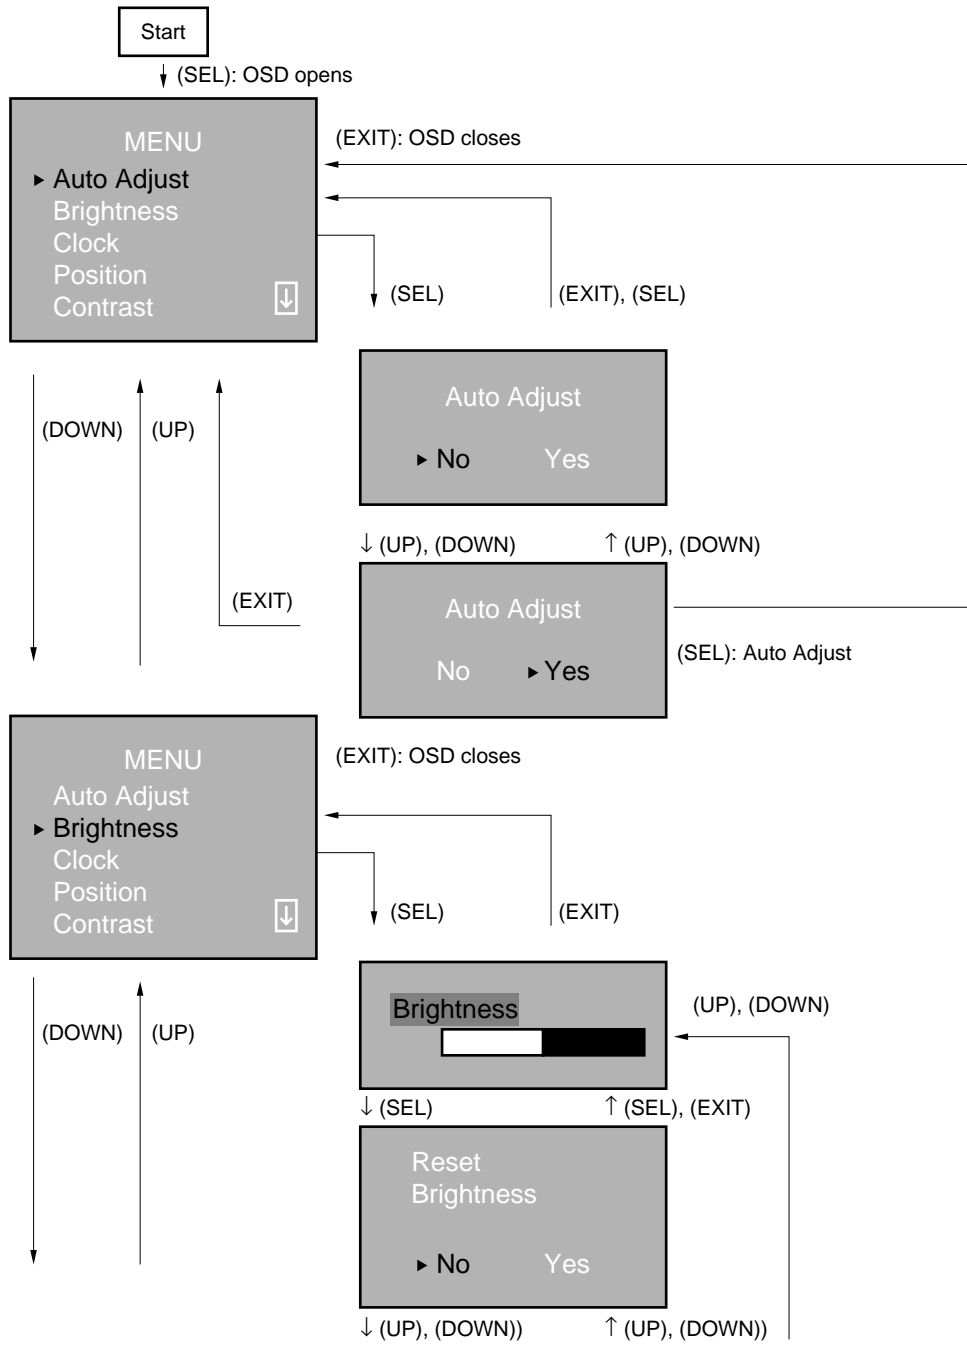 Start
↓ (SEL): OSD opens
MENU
▸ Auto Adjust
Brightness
Clock
Position
Contrast
↓
(EXIT): OSD closes
(SEL)
(EXIT), (SEL)
Auto Adjust
▸ No Yes
(DOWN)
(UP)
↓ (UP), (DOWN) ↑ (UP), (DOWN)
(EXIT)
Auto Adjust
No ▸ Yes
(SEL): Auto Adjust
MENU
Auto Adjust
▸ Brightness
Clock
Position
Contrast
↓
(EXIT): OSD closes
(SEL)
(EXIT)
Brightness
(UP), (DOWN)
(DOWN)
(UP)
↓ (SEL) ↑ (SEL), (EXIT)
Reset
Brightness
▸ No Yes
↓ (UP), (DOWN)) ↑ (UP), (DOWN))